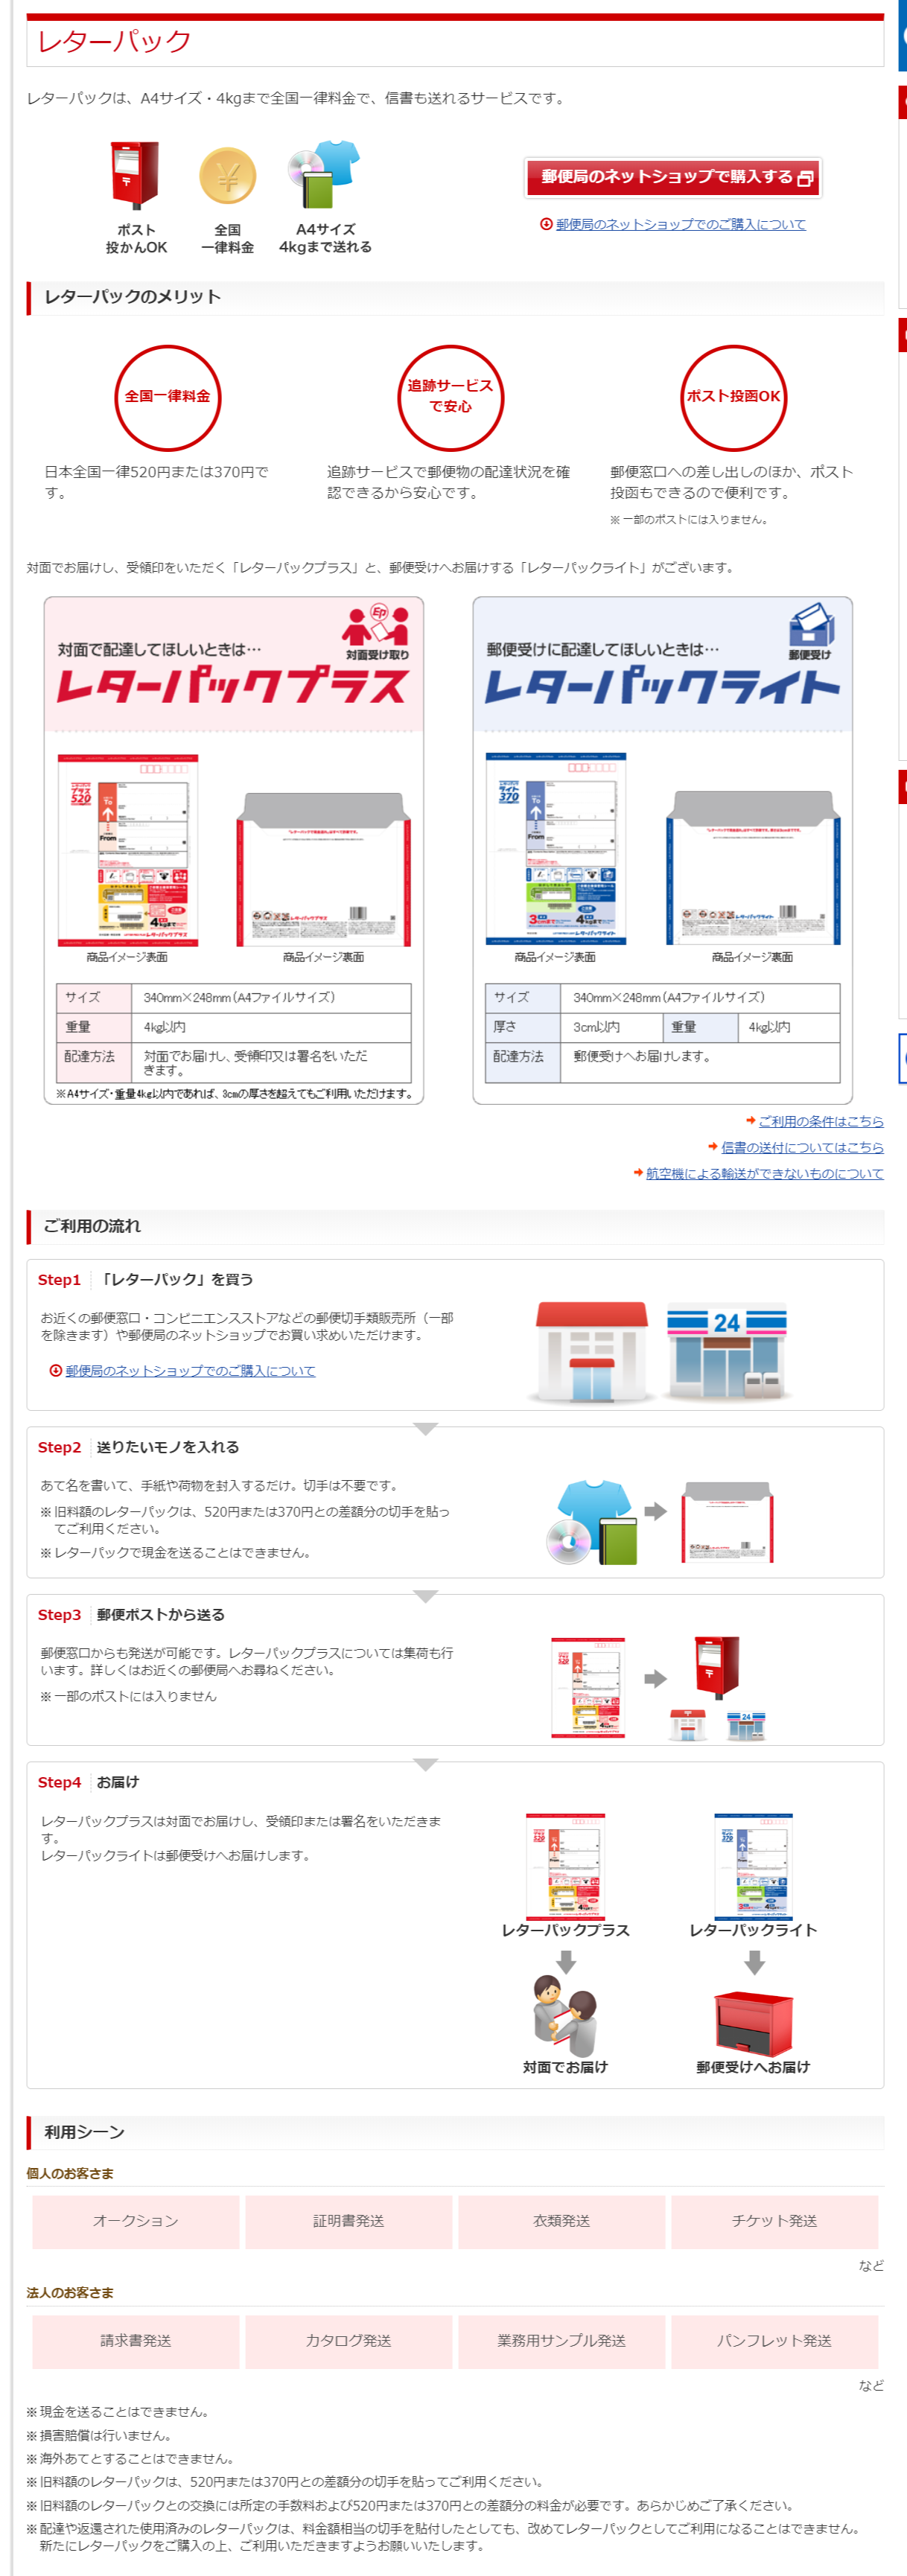 レターパック
レターパックは、A4サイズ・4kgまで全国一律料金で、信書も送れるサービスです。
ポスト
投かんOK
全国
一律料金
A4サイズ
4kgまで送れる
郵便局のネットショップで購入する
郵便局のネットショップでのご購入について
レターパックのメリット
全国一律料金
日本全国一律520円または370円で
す。
追跡サービス
で安心
追跡サービスで郵便物の配達状況を確
認できるから安心です。
ポスト投函OK
郵便窓口への差し出しのほか、ポスト
投函もできるので便利です。
※ 一部のポストには入りません。
対面でお届けし、受領印をいただく「レターパックプラス」と、郵便受けへお届けする「レターパックライト」がございます。
Ep
対面受け取り
対面で配達してほしいときは…
レターパックプラス
プラス
520
To
From
4kgまで
レターパックプラス
商品イメージ表面
商品イメージ裏面
サイズ 340mm×248mm（A4ファイルサイズ）
重量 4kg以内
配達方法 対面でお届けし、受領印又は署名をいただ
きます。
※A4サイズ・重量4kg以内であれば、3cmの厚さを超えてもご利用いただけます。
郵便受け
郵便受けに配達してほしいときは…
レターパックライト
ライト
370
To
From
3cmまで
4kgまで
レターパックライト
商品イメージ表面
商品イメージ裏面
サイズ 340mm×248mm（A4ファイルサイズ）
厚さ 3cm以内 重量 4kg以内
配達方法 郵便受けへお届けします。
ご利用の条件はこちら
信書の送付についてはこちら
航空機による輸送ができないものについて
ご利用の流れ
Step1 「レターパック」を買う
お近くの郵便窓口・コンビニエンスストアなどの郵便切手類販売所（一部
を除きます）や郵便局のネットショップでお買い求めいただけます。
郵便局のネットショップでのご購入について
24
Step2 送りたいモノを入れる
あて名を書いて、手紙や荷物を封入するだけ。切手は不要です。
※ 旧料額のレターパックは、520円または370円との差額分の切手を貼っ
てご利用ください。
※ レターパックで現金を送ることはできません。
Step3 郵便ポストから送る
郵便窓口からも発送が可能です。レターパックプラスについては集荷も行
います。詳しくはお近くの郵便局へお尋ねください。
※ 一部のポストには入りません
24
Step4 お届け
レターパックプラスは対面でお届けし、受領印または署名をいただきま
す。
レターパックライトは郵便受けへお届けします。
レターパックプラス
レターパックライト
対面でお届け
郵便受けへお届け
利用シーン
個人のお客さま
オークション 証明書発送 衣類発送 チケット発送
など
法人のお客さま
請求書発送 カタログ発送 業務用サンプル発送 パンフレット発送
など
※ 現金を送ることはできません。
※ 損害賠償は行いません。
※ 海外あてとすることはできません。
※ 旧料額のレターパックは、520円または370円との差額分の切手を貼ってご利用ください。
※ 旧料額のレターパックとの交換には所定の手数料および520円または370円との差額分の料金が必要です。あらかじめご了承ください。
※ 配達や返還された使用済みのレターパックは、料金額相当の切手を貼付したとしても、改めてレターパックとしてご利用になることはできません。
新たにレターパックをご購入の上、ご利用いただきますようお願いいたします。